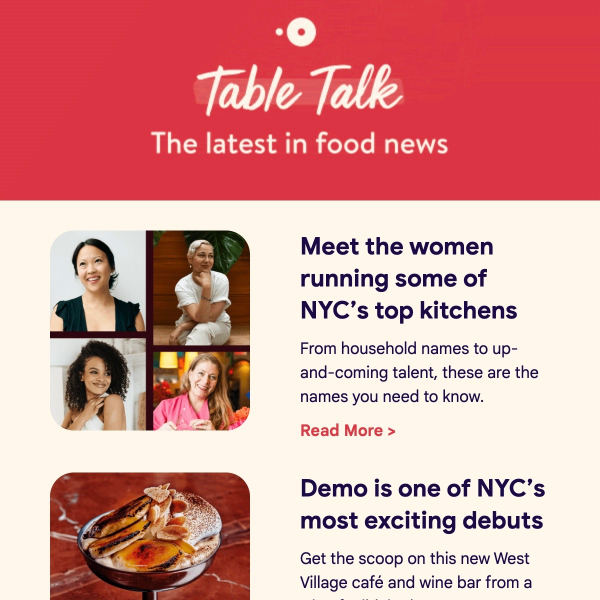 Table Talk
The latest in food news
Meet the women
running some of
NYC’s top kitchens
From household names to up-
and-coming talent, these are the
names you need to know.
Read More >
Demo is one of NYC’s
most exciting debuts
Get the scoop on this new West
Village café and wine bar from a